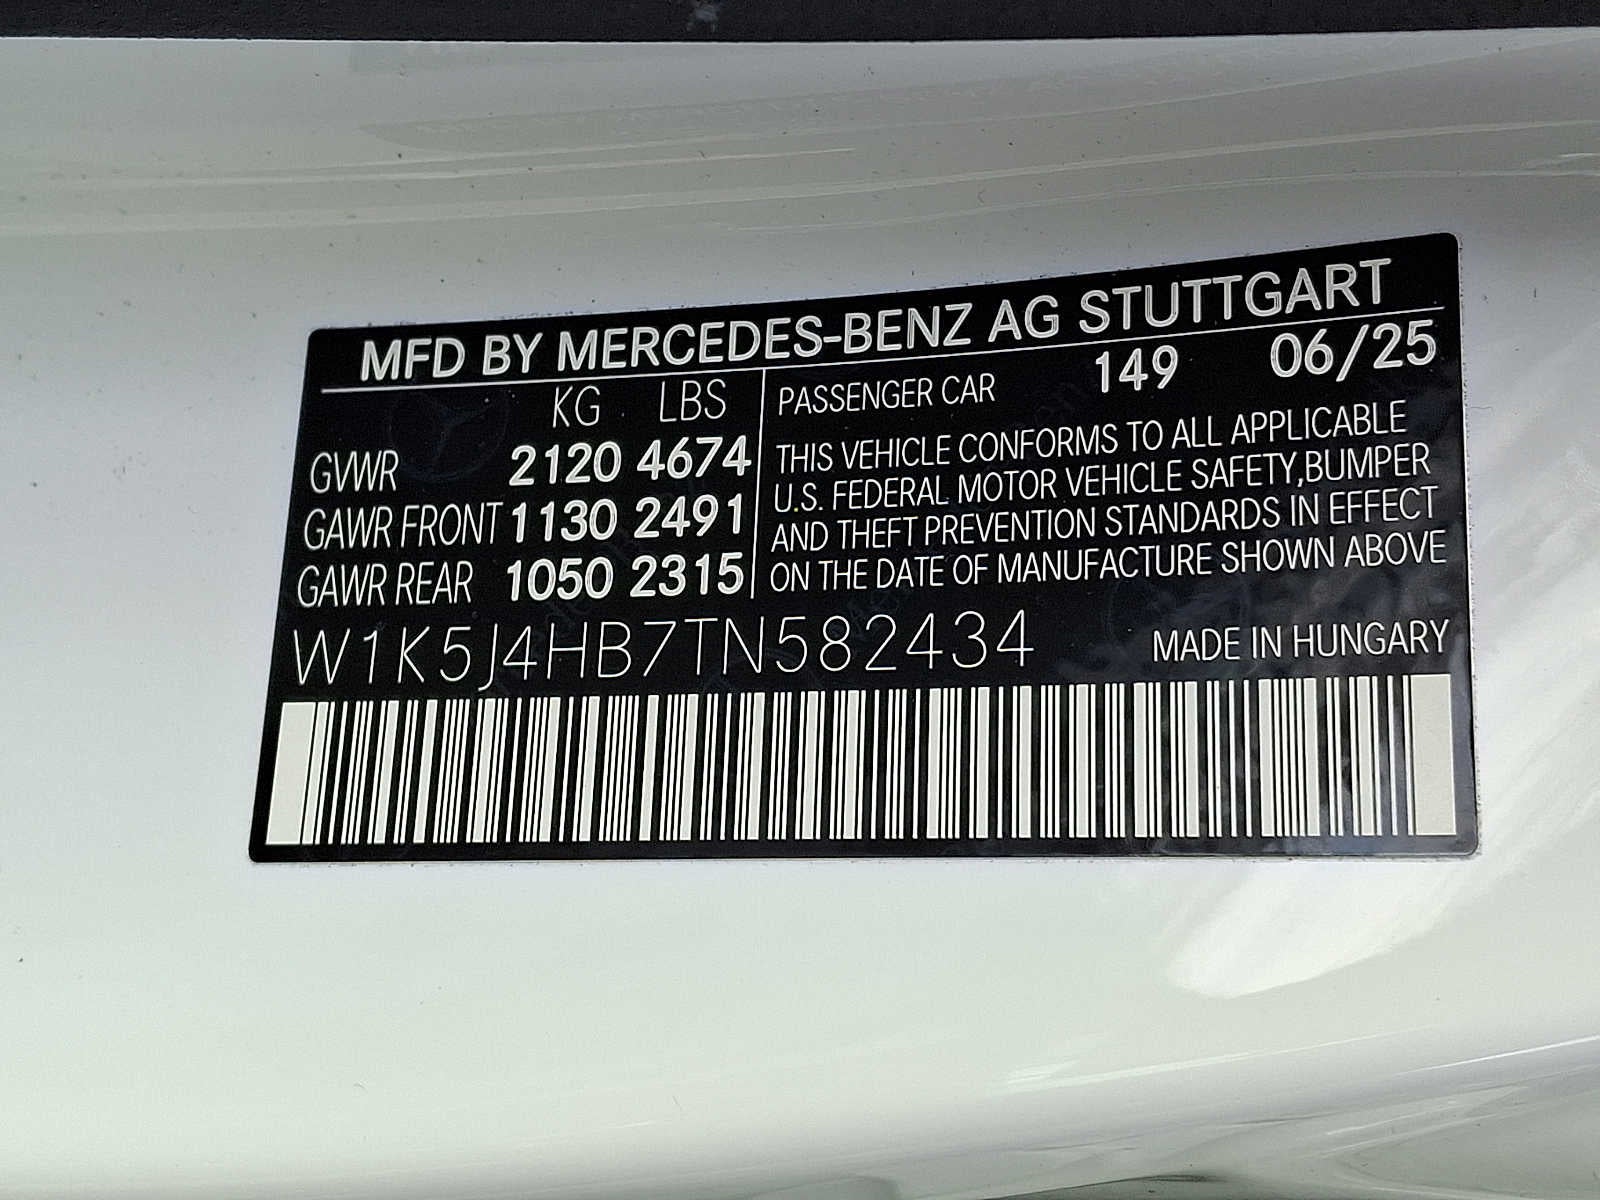 MFD BY MERCEDES-BENZ AG STUTTGART
KG LBS
GVWR 2120 4674
GAWR FRONT 1130 2491
GAWR REAR 1050 2315
PASSENGER CAR 149 06/25
THIS VEHICLE CONFORMS TO ALL APPLICABLE
U.S. FEDERAL MOTOR VEHICLE SAFETY,BUMPER
AND THEFT PREVENTION STANDARDS IN EFFECT
ON THE DATE OF MANUFACTURE SHOWN ABOVE
W1K5J4HB7TN582434 MADE IN HUNGARY